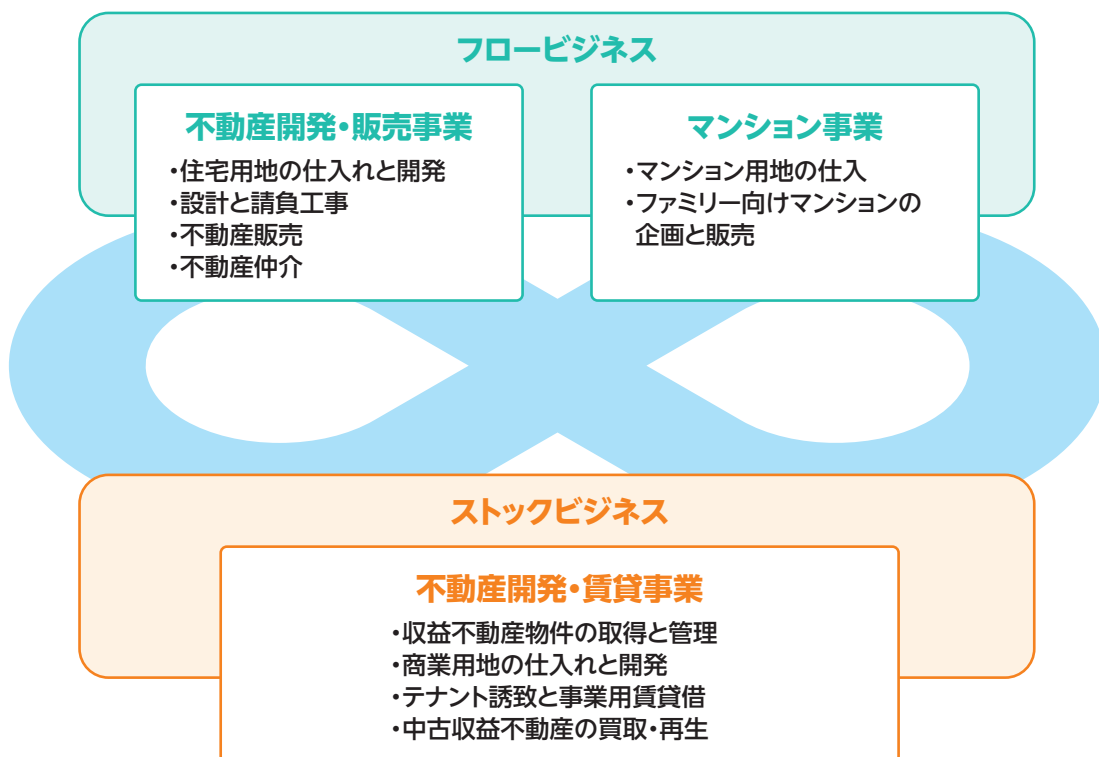 フロービジネス
不動産開発・販売事業
・住宅用地の仕入れと開発
・設計と請負工事
・不動産販売
・不動産仲介
マンション事業
・マンション用地の仕入
・ファミリー向けマンションの
企画と販売
ストックビジネス
不動産開発・賃貸事業
・収益不動産物件の取得と管理
・商業用地の仕入れと開発
・テナント誘致と事業用賃貸借
・中古収益不動産の買取・再生